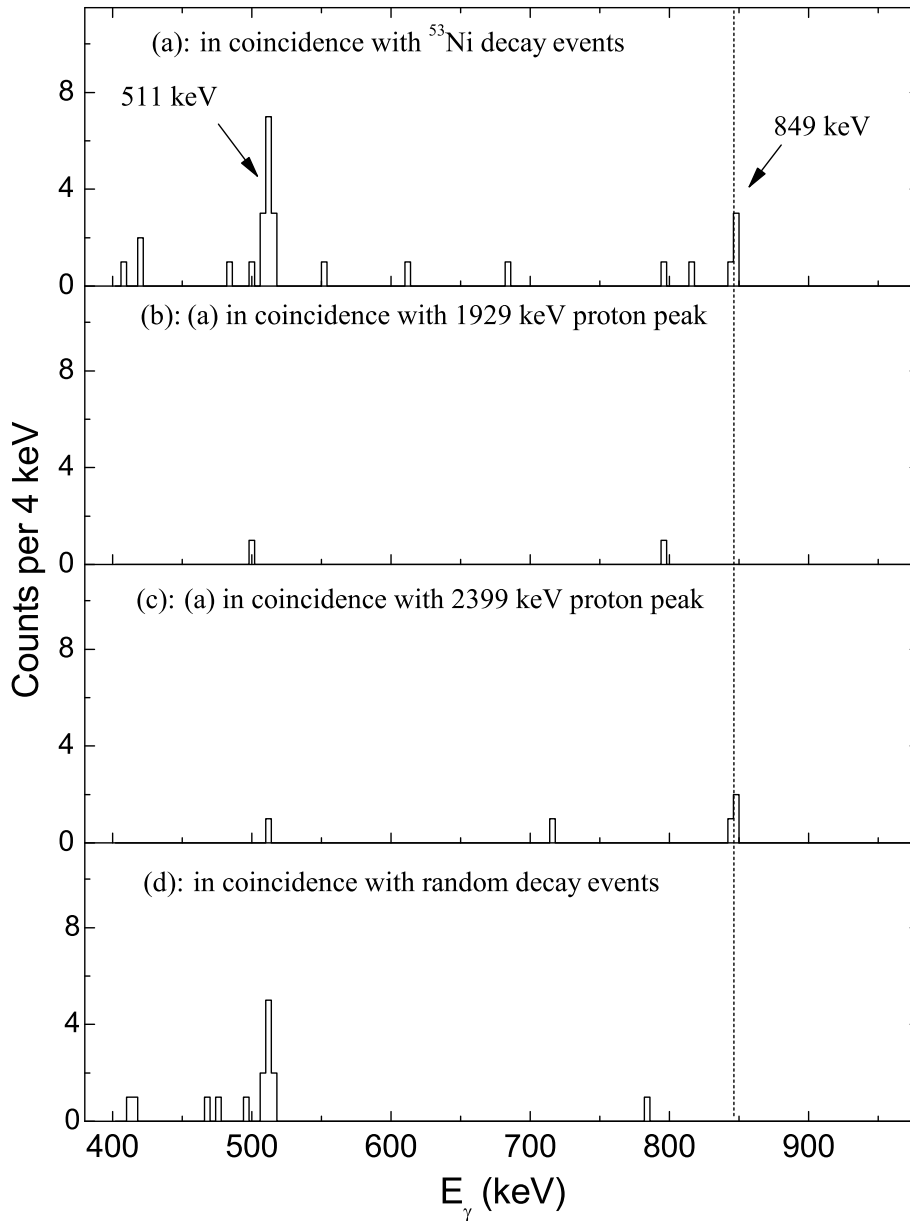 (a): in coincidence with ⁵³Ni decay events
511 keV
849 keV
8
4
0
(b): (a) in coincidence with 1929 keV proton peak
8
4
0
(c): (a) in coincidence with 2399 keV proton peak
8
4
0
(d): in coincidence with random decay events
8
4
0
400 500 600 700 800 900
Eγ (keV)
Counts per 4 keV